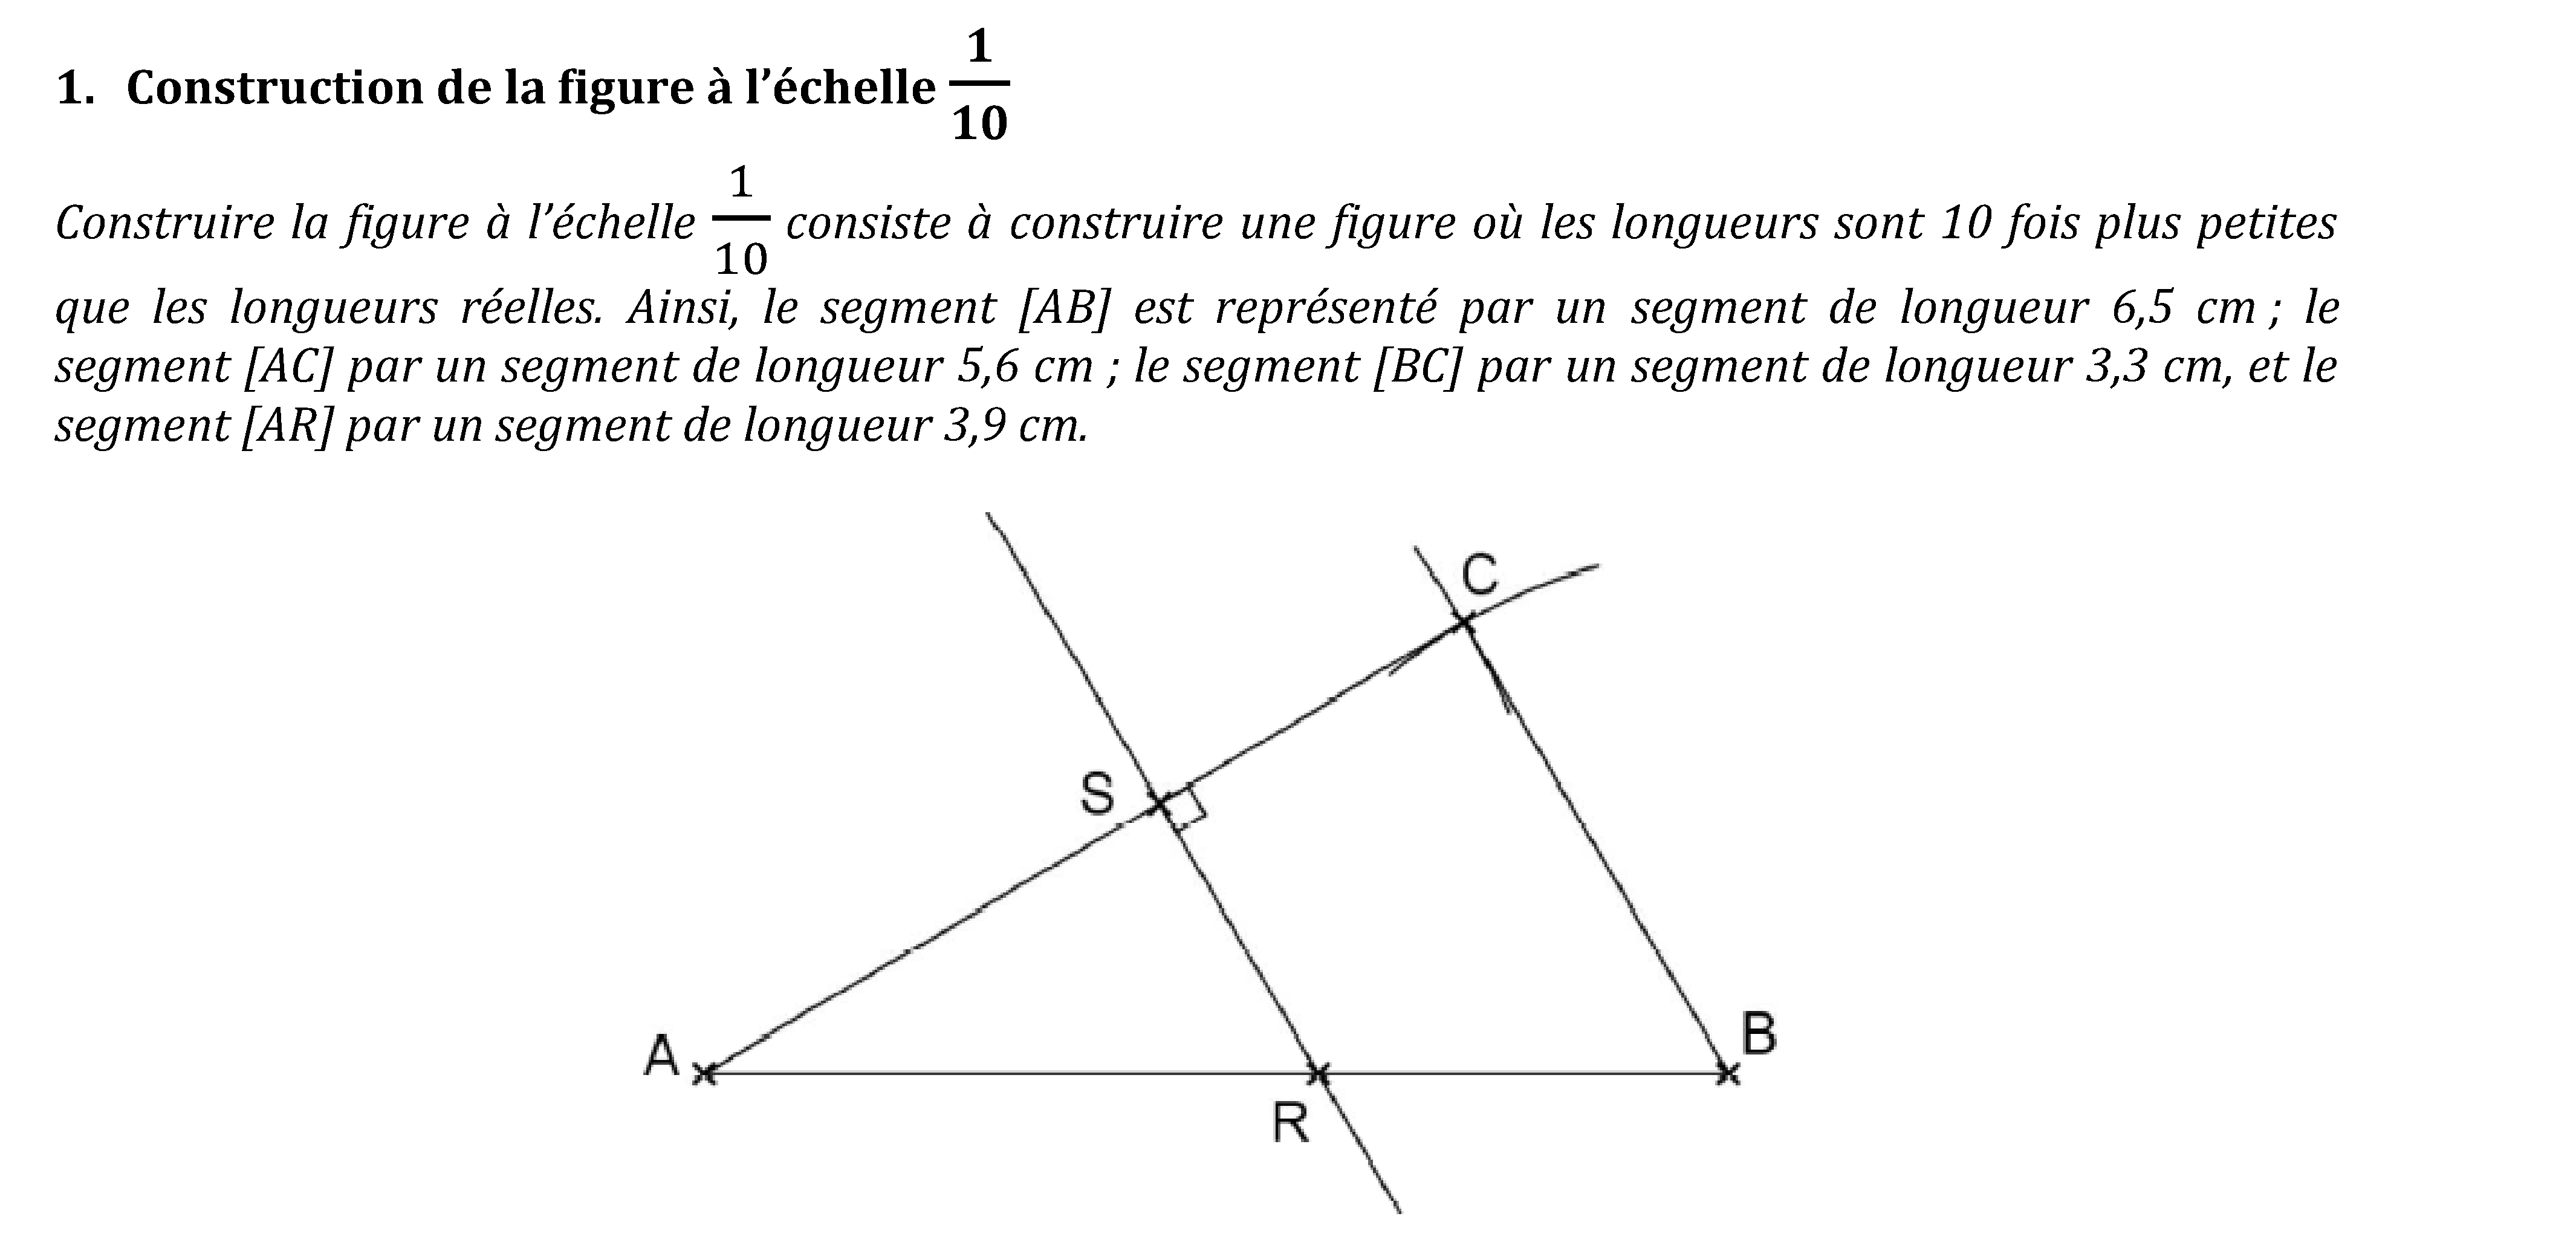 1. Construction de la figure à l'échelle 1/10
Construire la figure à l'échelle 1/10 consiste à construire une figure où les longueurs sont 10 fois plus petites
que les longueurs réelles. Ainsi, le segment [AB] est représenté par un segment de longueur 6,5 cm ; le
segment [AC] par un segment de longueur 5,6 cm ; le segment [BC] par un segment de longueur 3,3 cm, et le
segment [AR] par un segment de longueur 3,9 cm.
C
S
A
B
R